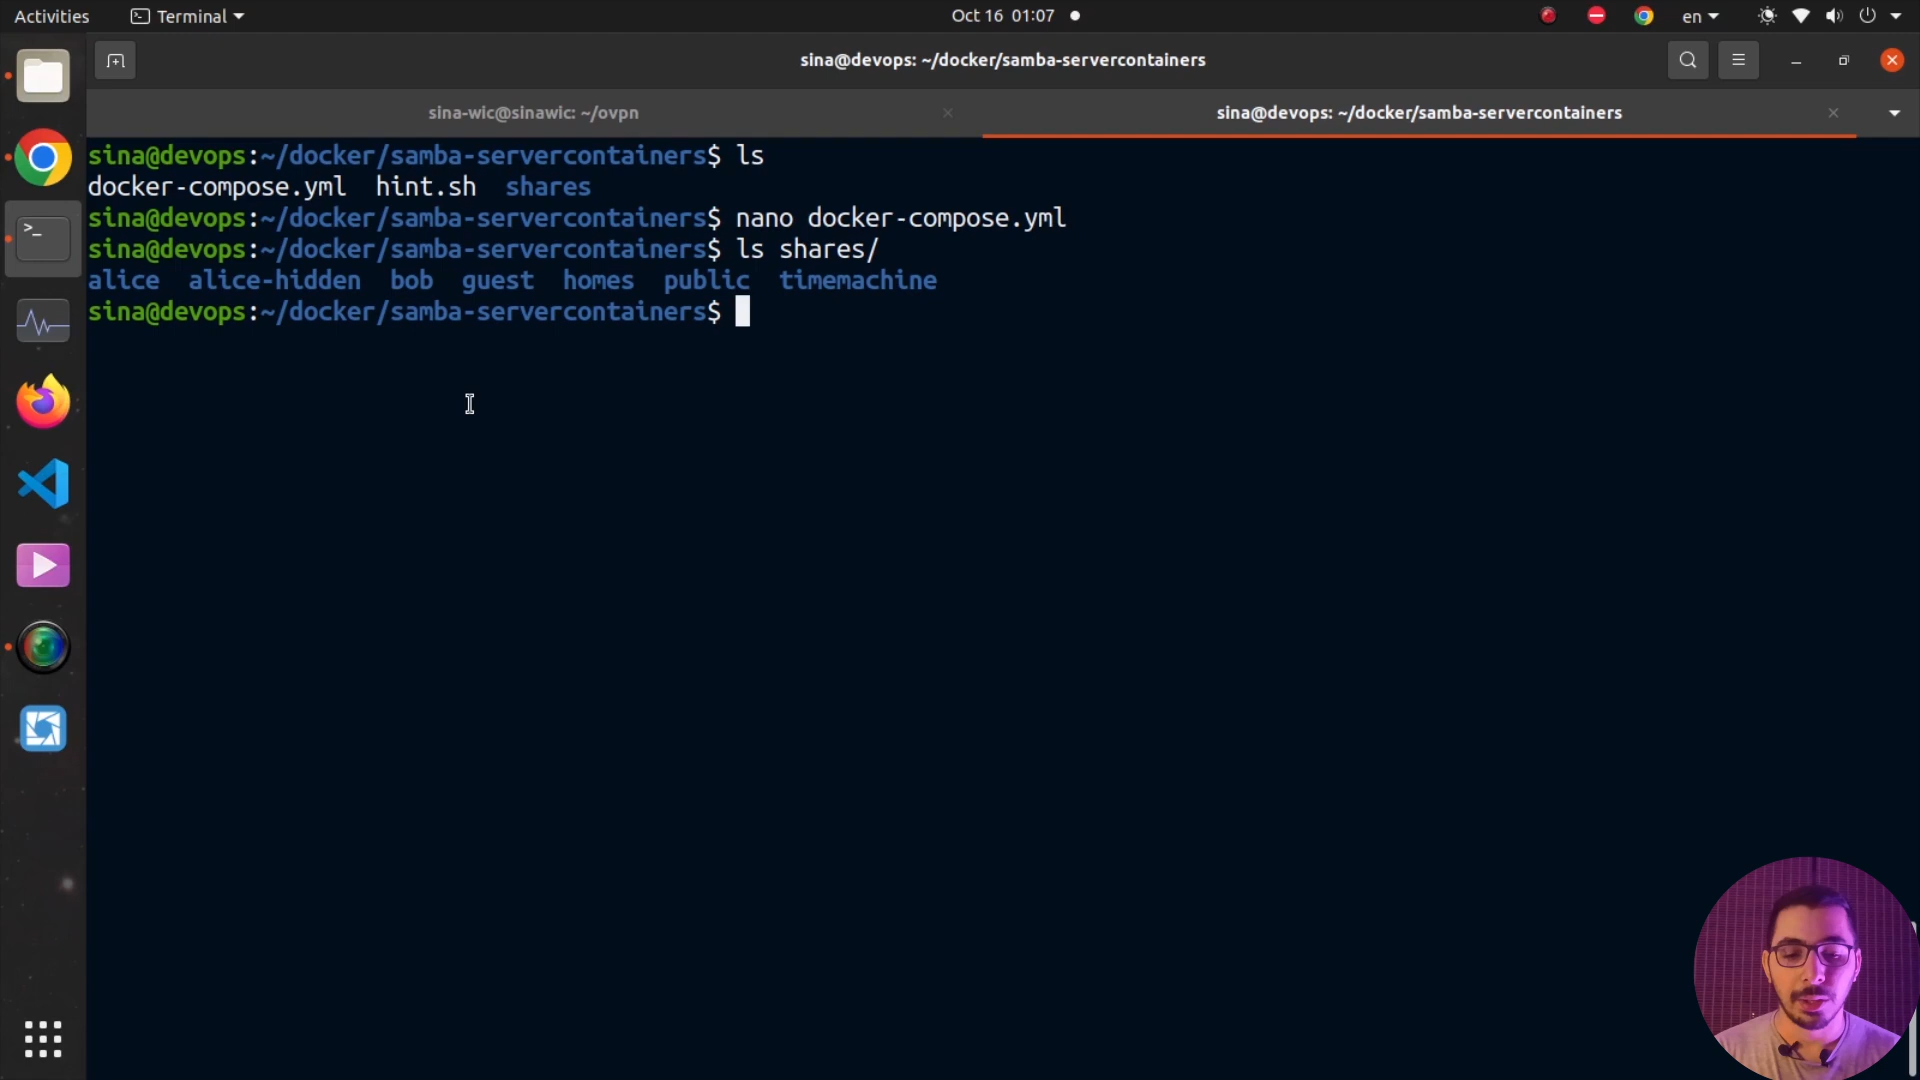 Activities
Terminal
Oct 16 01:07
en
sina@devops: ~/docker/samba-servercontainers
sina-wic@sinawic: ~/ovpn
sina@devops: ~/docker/samba-servercontainers
sina@devops:~/docker/samba-servercontainers$ ls
docker-compose.yml hint.sh shares
sina@devops:~/docker/samba-servercontainers$ nano docker-compose.yml
sina@devops:~/docker/samba-servercontainers$ ls shares/
alice alice-hidden bob guest homes public timemachine
sina@devops:~/docker/samba-servercontainers$